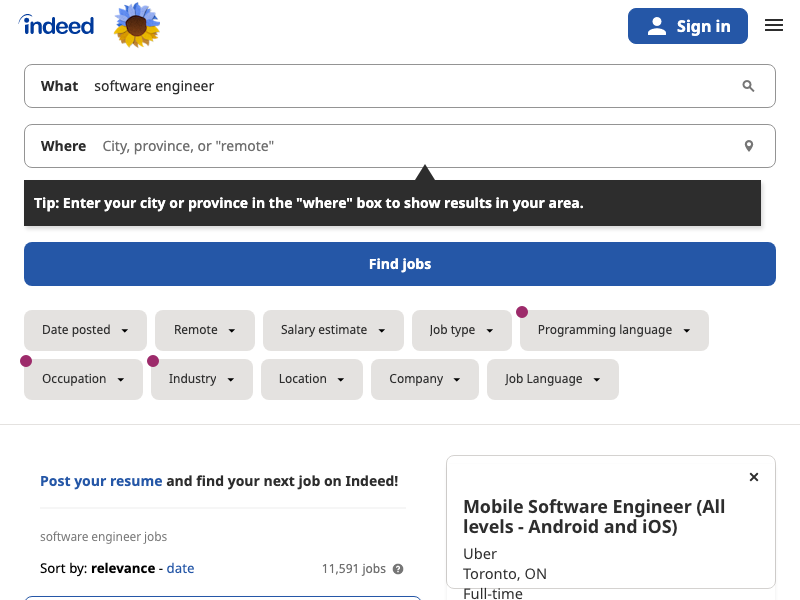 indeed
Sign in
What software engineer
Where City, province, or "remote"
Tip: Enter your city or province in the "where" box to show results in your area.
Find jobs
Date posted Remote Salary estimate Job type Programming language
Occupation Industry Location Company Job Language
Post your resume and find your next job on Indeed!
software engineer jobs
Sort by: relevance - date 11,591 jobs
Mobile Software Engineer (All
levels - Android and iOS)
Uber
Toronto, ON
Full-time